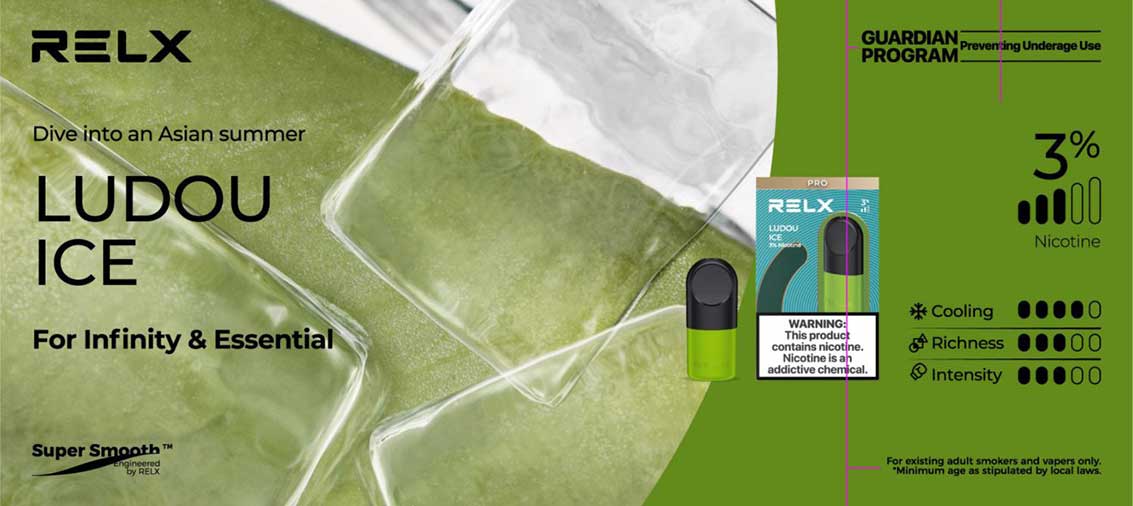 RELX
Dive into an Asian summer
LUDOU
ICE
For Infinity & Essential
Super Smooth™
Engineered
by RELX
PRO
RELX
3%
LUDOU
ICE
3% Nicotine
WARNING:
This product
contains nicotine.
Nicotine is an
addictive chemical.
GUARDIAN
PROGRAM
Preventing Underage Use
3%
Nicotine
Cooling
Richness
Intensity
For existing adult smokers and vapers only.
*Minimum age as stipulated by local laws.